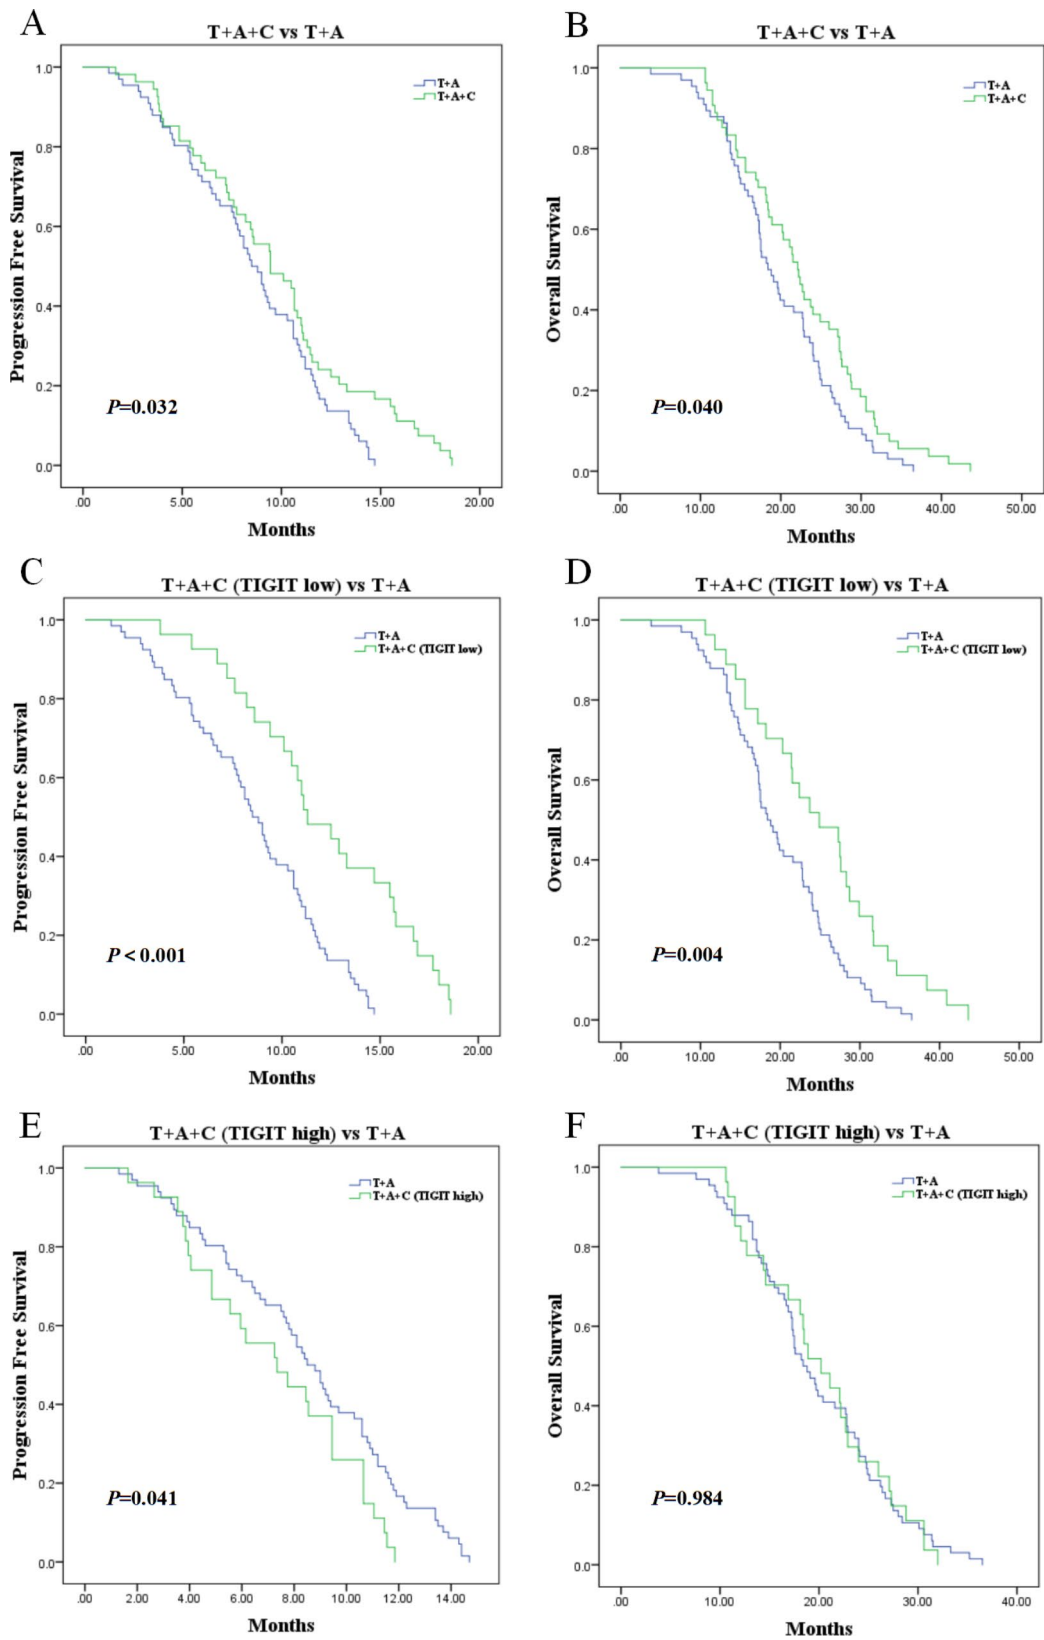 A
T+A+C vs T+A
T+A
T+A+C
Progression Free Survival
1.0
0.8
0.6
0.4
0.2
0.0
P=0.032
.00 5.00 10.00 15.00 20.00
Months
B
T+A+C vs T+A
T+A
T+A+C
Overall Survival
1.0
0.8
0.6
0.4
0.2
0.0
P=0.040
.00 10.00 20.00 30.00 40.00 50.00
Months
C
T+A+C (TIGIT low) vs T+A
T+A
T+A+C (TIGIT low)
Progression Free Survival
1.0
0.8
0.6
0.4
0.2
0.0
P<0.001
.00 5.00 10.00 15.00 20.00
Months
D
T+A+C (TIGIT low) vs T+A
T+A
T+A+C (TIGIT low)
Overall Survival
1.0
0.8
0.6
0.4
0.2
0.0
P=0.004
.00 10.00 20.00 30.00 40.00 50.00
Months
E
T+A+C (TIGIT high) vs T+A
T+A
T+A+C (TIGIT high)
Progression Free Survival
1.0
0.8
0.6
0.4
0.2
0.0
P=0.041
.00 2.00 4.00 6.00 8.00 10.00 12.00 14.00
Months
F
T+A+C (TIGIT high) vs T+A
T+A
T+A+C (TIGIT high)
Overall Survival
1.0
0.8
0.6
0.4
0.2
0.0
P=0.984
.00 10.00 20.00 30.00 40.00
Months